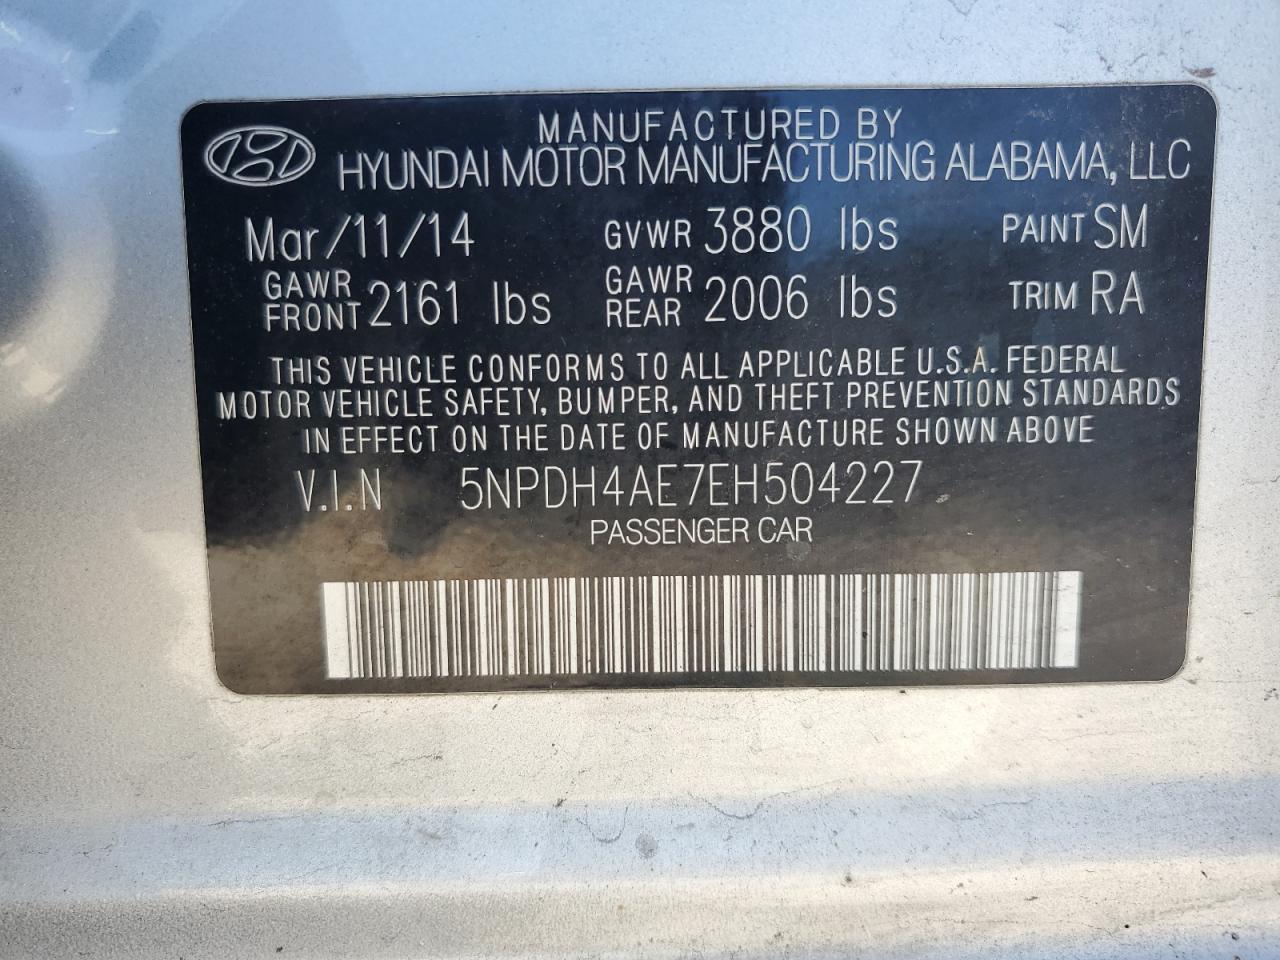 MANUFACTURED BY
HYUNDAI MOTOR MANUFACTURING ALABAMA, LLC
Mar/11/14 GVWR 3880 lbs PAINT SM
GAWR FRONT 2161 lbs GAWR REAR 2006 lbs TRIM RA
THIS VEHICLE CONFORMS TO ALL APPLICABLE U.S.A. FEDERAL
MOTOR VEHICLE SAFETY, BUMPER, AND THEFT PREVENTION STANDARDS
IN EFFECT ON THE DATE OF MANUFACTURE SHOWN ABOVE
V.I.N 5NPDH4AE7EH504227
PASSENGER CAR